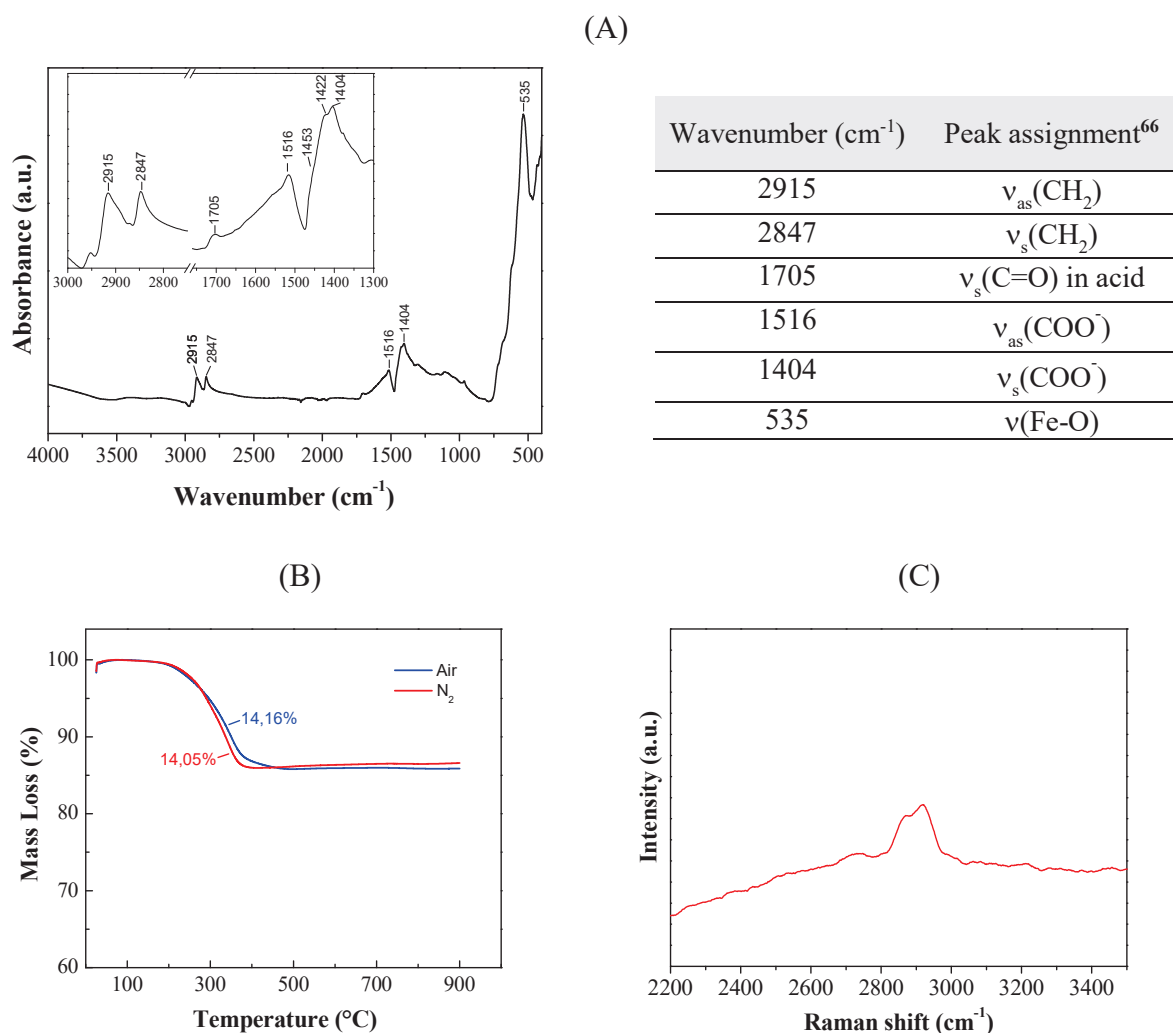 (A)
Absorbance (a.u.)
2915
2847
1705
1516
1453
1422
1404
3000 2900 2800 1700 1600 1500 1400 1300
2915
2847
1516
1404
535
4000 3500 3000 2500 2000 1500 1000 500
Wavenumber (cm⁻¹)
Wavenumber (cm⁻¹) Peak assignment⁶⁶
2915 νas(CH₂)
2847 νs(CH₂)
1705 νs(C=O) in acid
1516 νas(COO⁻)
1404 νs(COO⁻)
535 ν(Fe-O)
(B)
Mass Loss (%)
100
90
80
70
60
Air
N₂
14,16%
14,05%
100 300 500 700 900
Temperature (°C)
(C)
Intensity (a.u.)
2200 2400 2600 2800 3000 3200 3400
Raman shift (cm⁻¹)